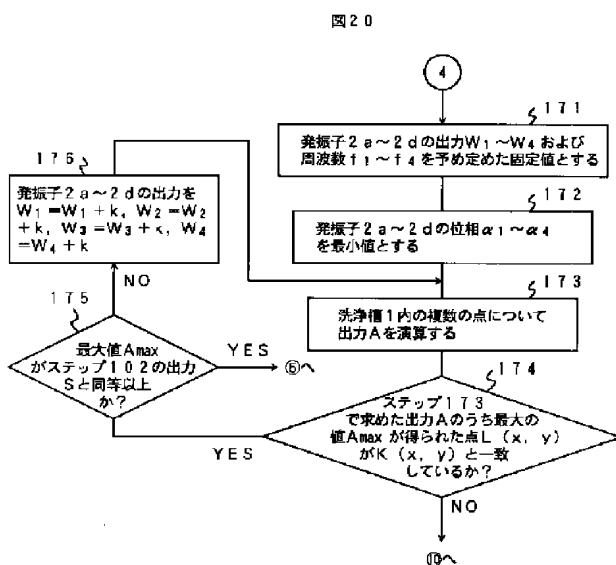 図20
4
171
発振子2a~2dの出力W1~W4および
周波数f1~f4を予め定めた固定値とする
172
発振子2a~2dの位相α1~α4
を最小値とする
173
洗浄槽1内の複数の点について
出力Aを演算する
174
ステップ173
で求めた出力Aのうち最大の
値Amaxが得られた点L(x,y)
がK(x,y)と一致
しているか?
YES
NO
⑩へ
175
最大値Amax
がステップ102の出力
Sと同等以上
か?
YES
⑤へ
NO
176
発振子2a~2dの出力を
W1=W1+k,W2=W2
+k,W3=W3+k,W4
=W4+k